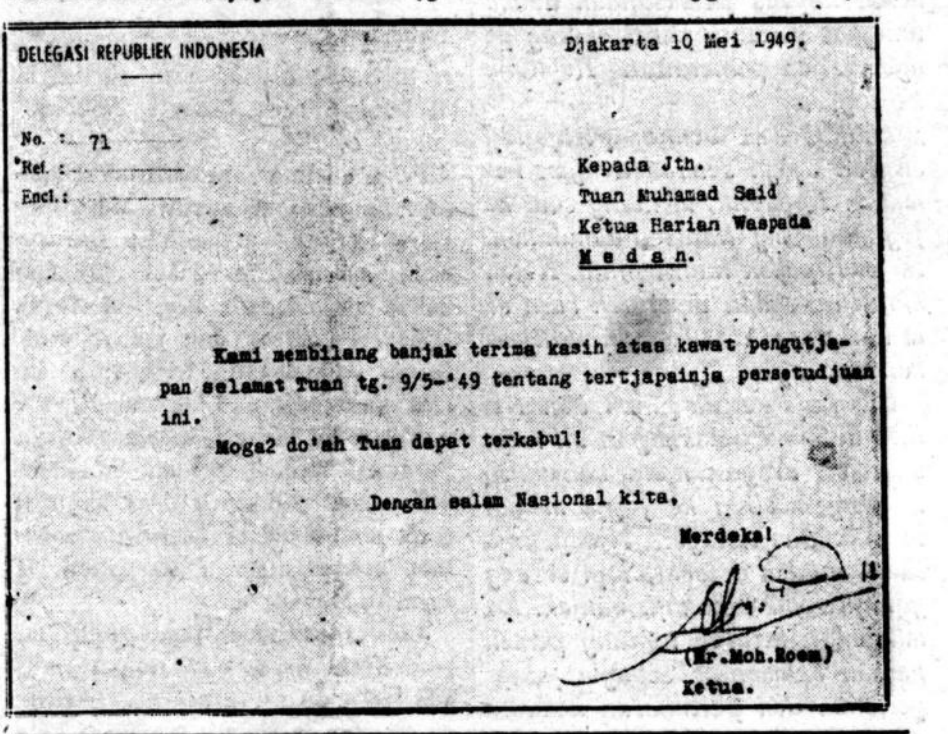 DELEGASI REPUBLIEK INDONESIA
Djakarta 10 Mei 1949.
No. : 71
Ref. :
Encl. :
Kepada Jth.
Tuan Muhamad Said
Ketua Harian Waspada
M e d a n.
Kami membilang banjak terima kasih atas kawat pengutja-
pan selamat Tuan tg. 9/5-'49 tentang tertjapainja persetudjuan
ini.
Moga2 do'ah Tuan dapat terkabul!
Dengan salam Nasional kita,
Merdeka!
(Mr.Moh.Roem)
Ketua.